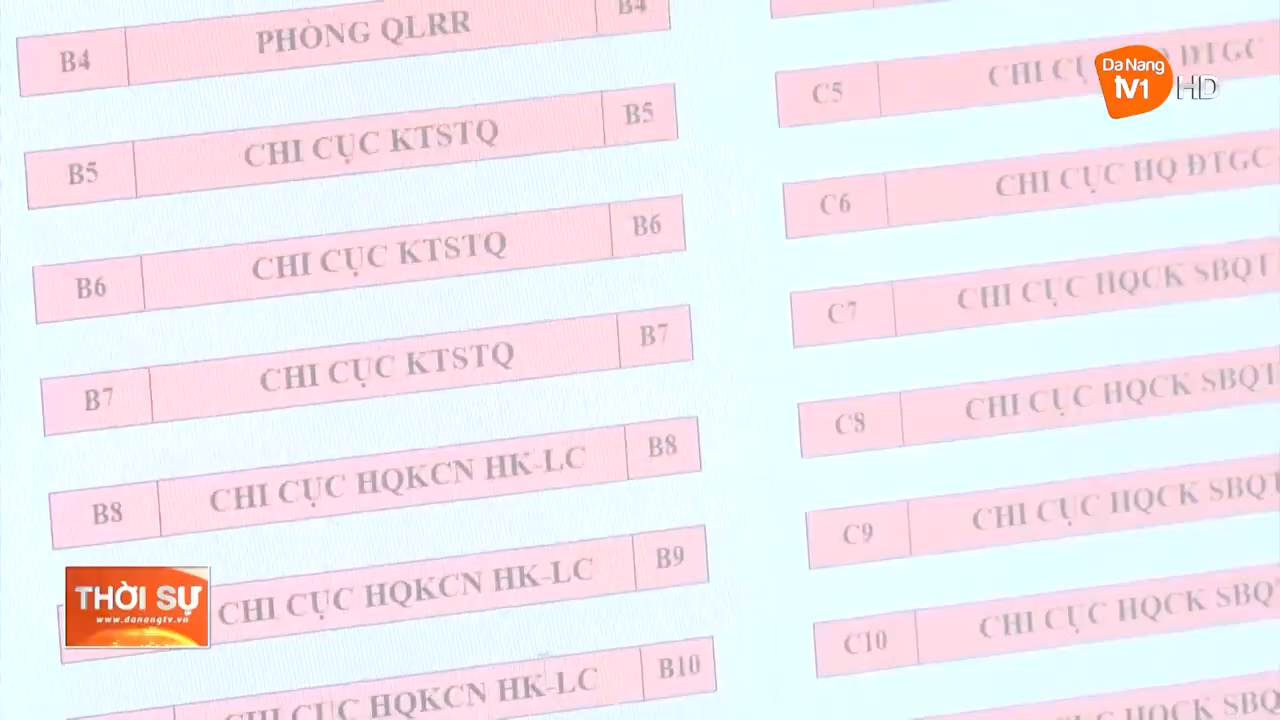 B4 PHÒNG QLRR B4
B5 CHI CỤC KTSTQ B5
B6 CHI CỤC KTSTQ B6
B7 CHI CỤC KTSTQ B7
B8 CHI CỤC HQKCN HK-LC B8
CHI CỤC HQKCN HK-LC B9
CHI CỤC HQKCN HK-LC B10
C5 CHI ĐTGC
C6 CHI CỤC HQ ĐTGC
C7 CHI CỤC HQCK SBQT
C8 CHI CỤC HQCK SBQT
C9 CHI CỤC HQCK SBQT
C10 CHI CỤC HQCK SBQ
HQCK SBQ
Da Nang
TV1 HD
THỜI SỰ
www.danangtv.vn